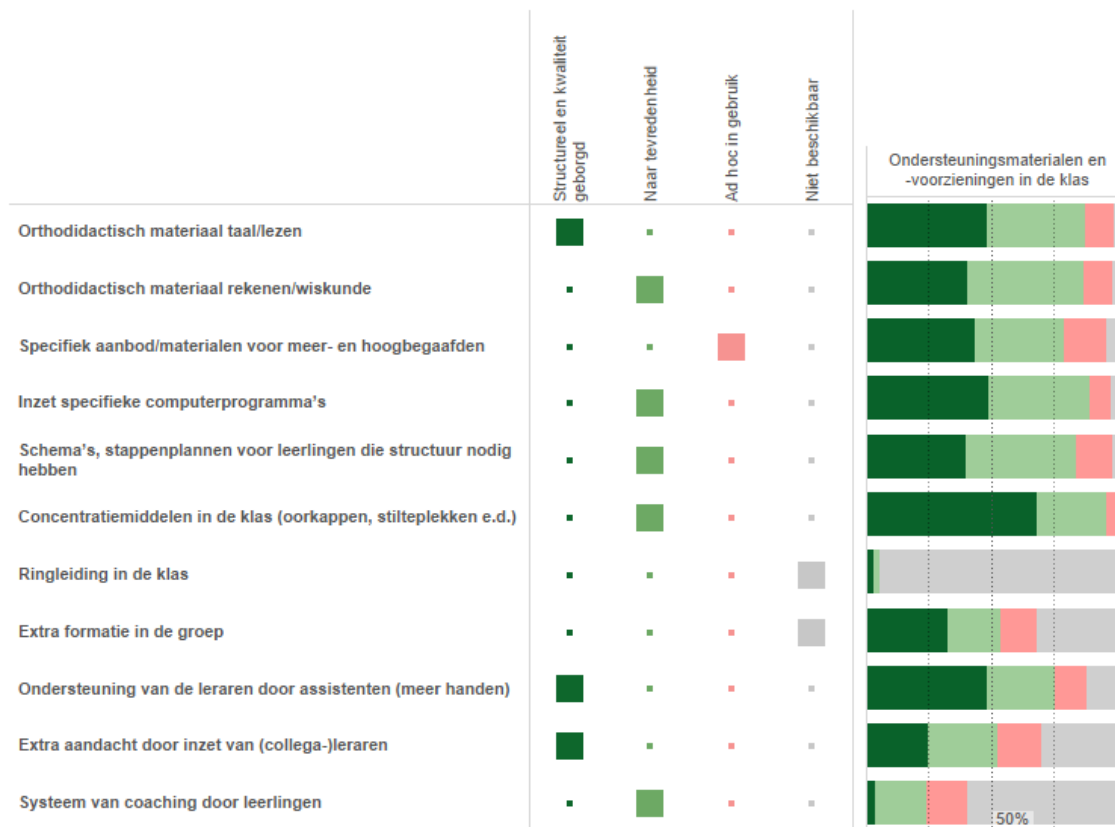 Structureel en kwaliteit
geborgd
Naar tevredenheid
Ad hoc in gebruik
Niet beschikbaar
Ondersteuningsmaterialen en
-voorzieningen in de klas
Orthodidactisch materiaal taal/lezen
Orthodidactisch materiaal rekenen/wiskunde
Specifiek aanbod/materialen voor meer- en hoogbegaafden
Inzet specifieke computerprogramma’s
Schema’s, stappenplannen voor leerlingen die structuur nodig
hebben
Concentratiemiddelen in de klas (oorkappen, stilteplekken e.d.)
Ringleiding in de klas
Extra formatie in de groep
Ondersteuning van de leraren door assistenten (meer handen)
Extra aandacht door inzet van (collega-)leraren
Systeem van coaching door leerlingen
50%